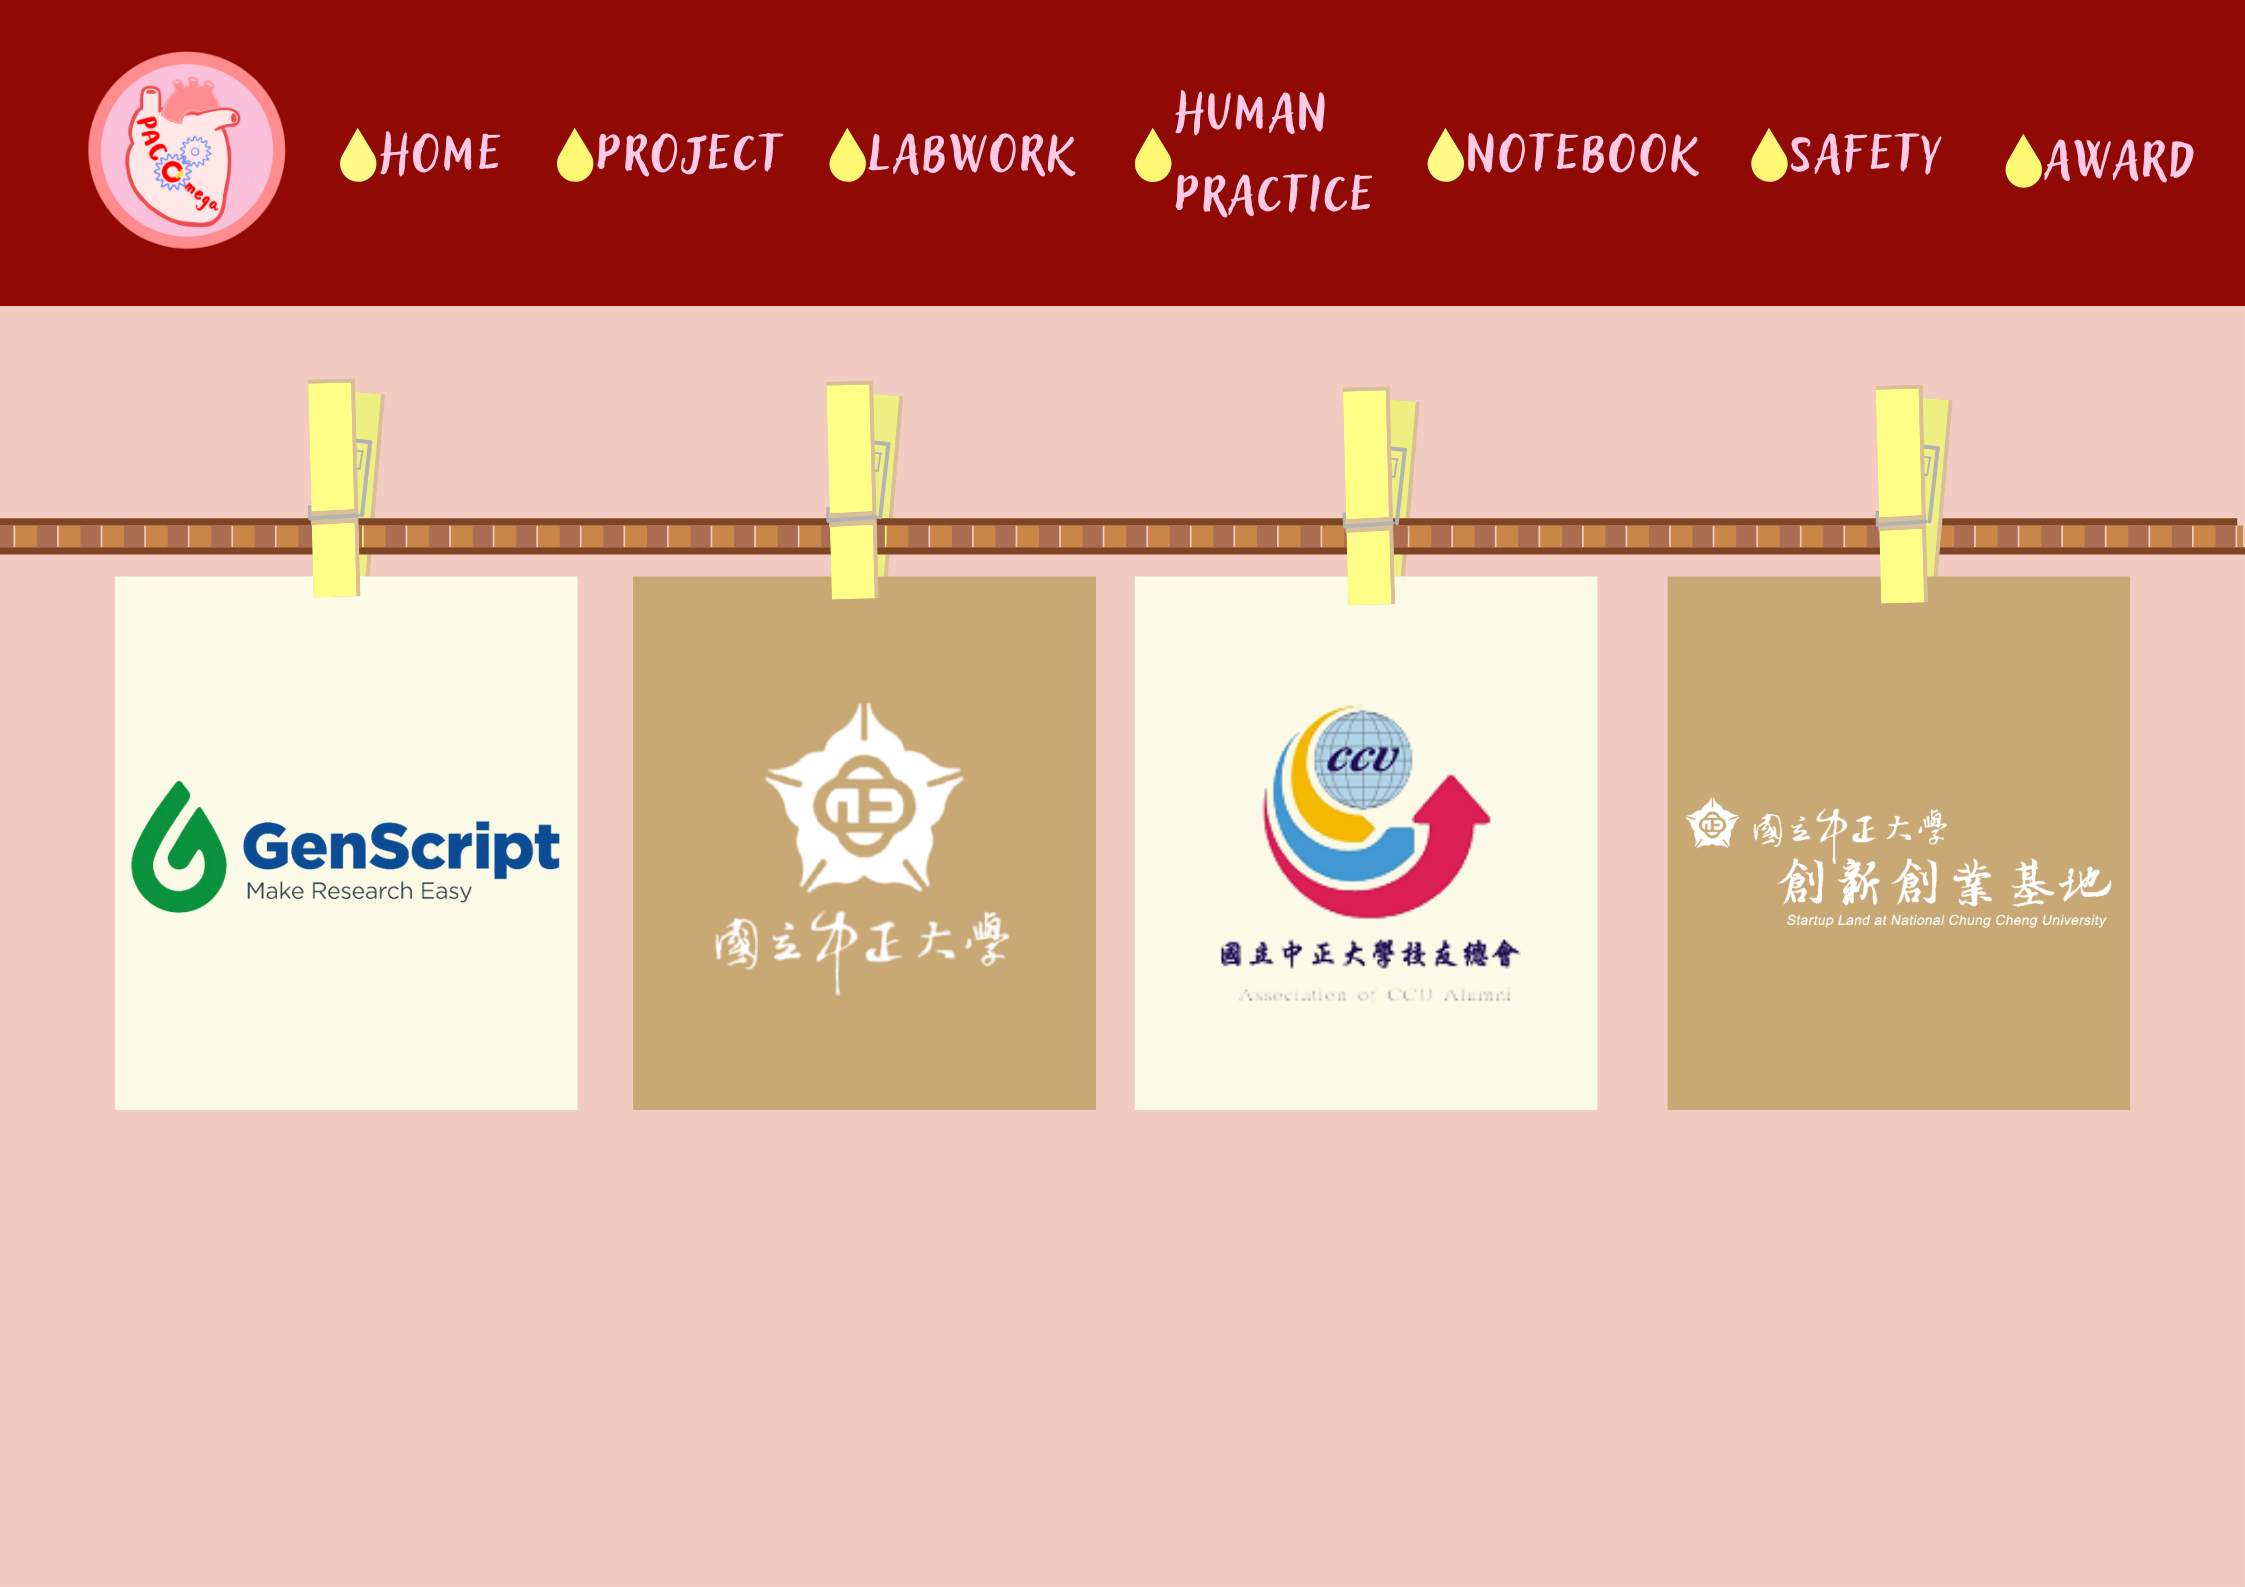 PACOmega
HOME
PROJECT
LABWORK
HUMAN
PRACTICE
NOTEBOOK
SAFETY
AWARD
GenScript
Make Research Easy
國立中正大學
CCU
國立中正大學校友總會
Association of CCU Alumni
國立中正大學
創新創業基地
Startup Land at National Chung Cheng University